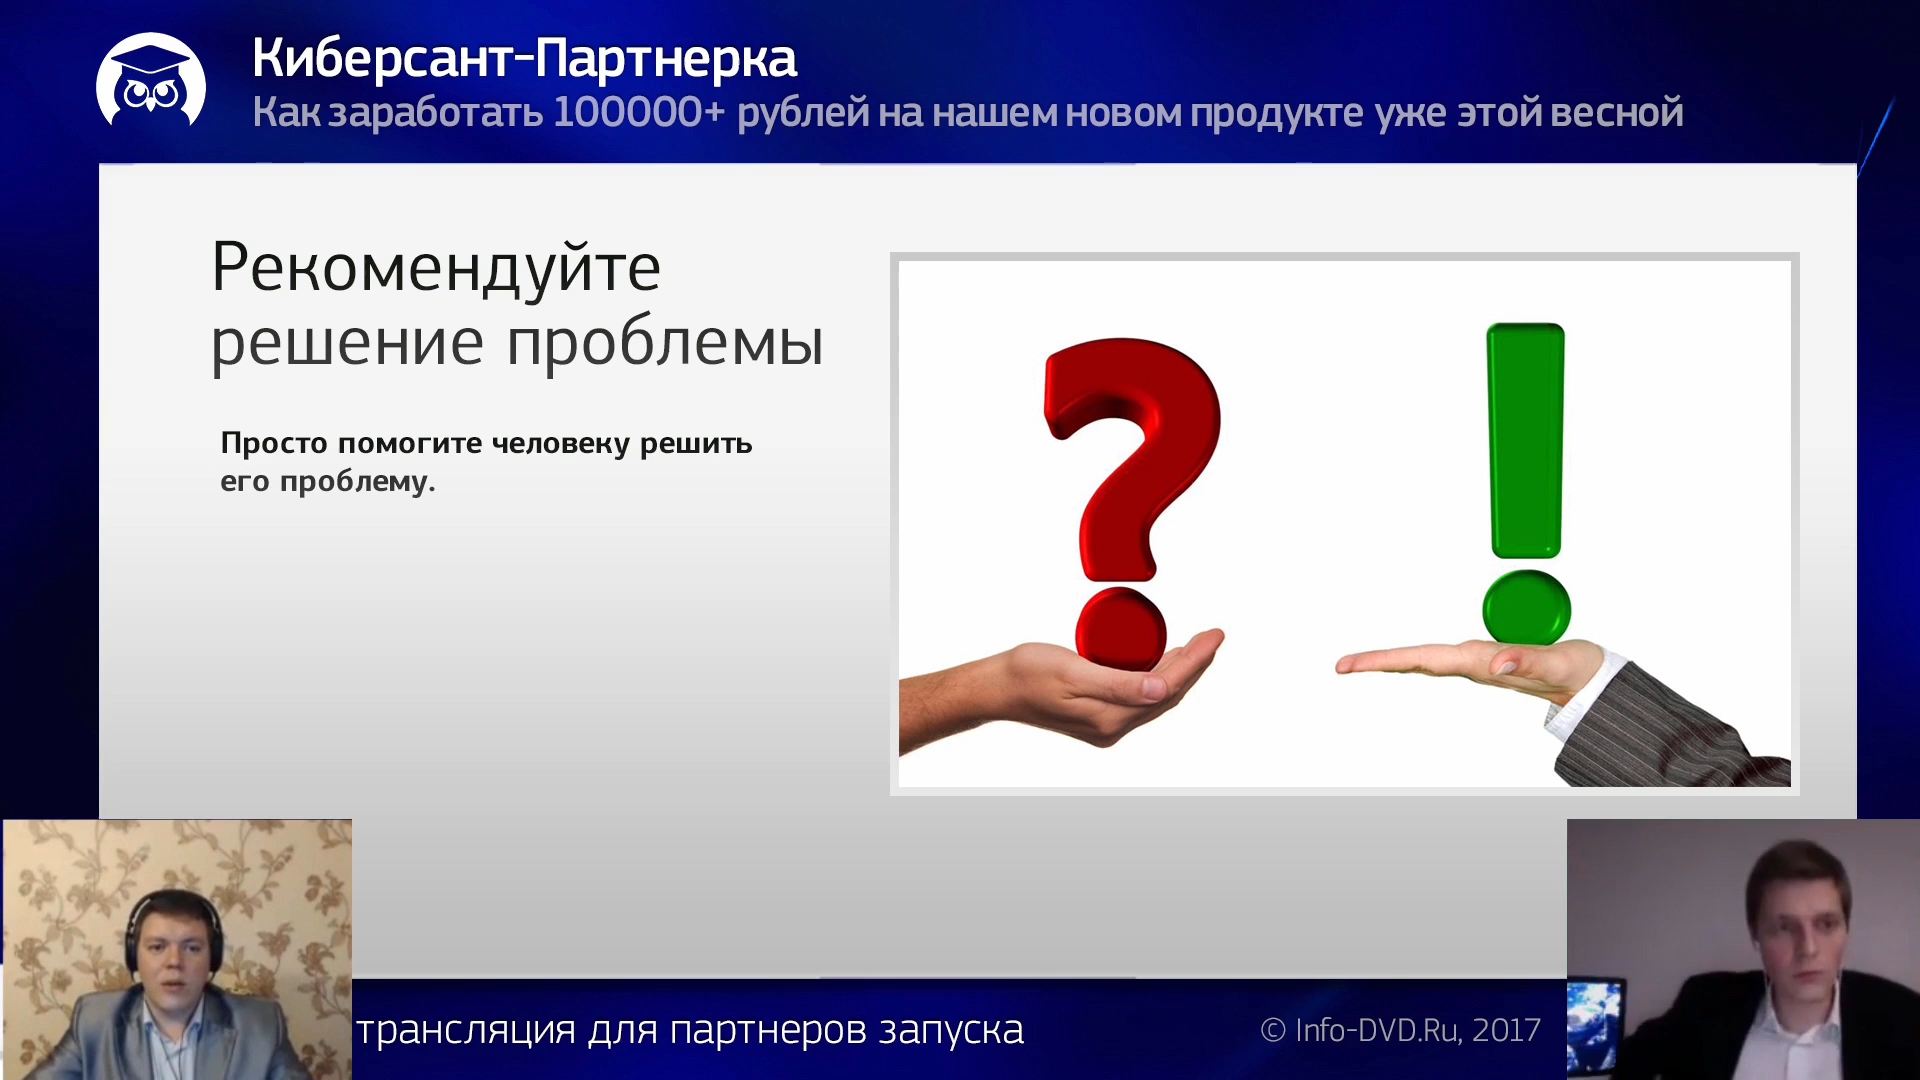 Киберсант-Партнерка
Как заработать 100000+ рублей на нашем новом продукте уже этой весной
Рекомендуйте
решение проблемы
Просто помогите человеку решить
его проблему.
трансляция для партнеров запуска
© Info-DVD.Ru, 2017